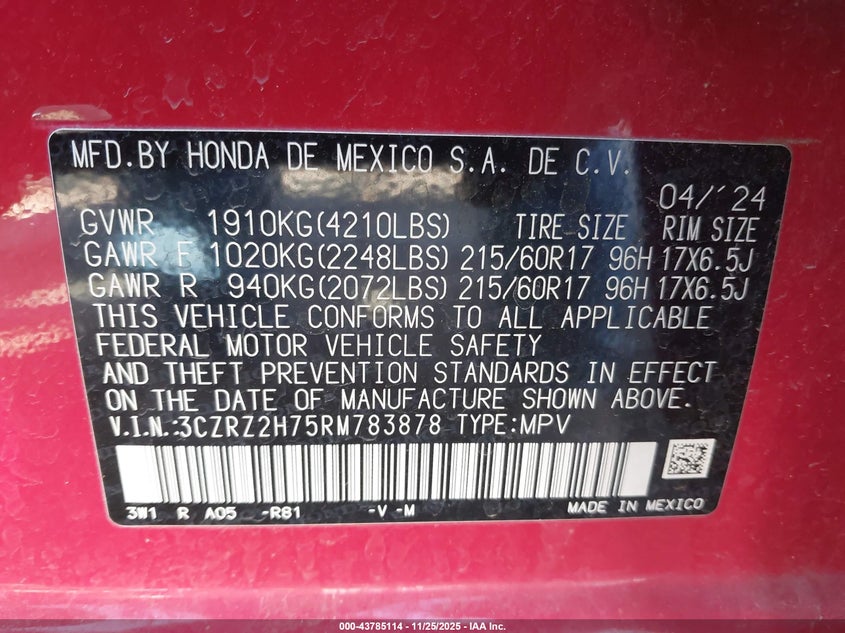 MFD.BY HONDA DE MEXICO S.A. DE C.V.
04/'24
GVWR 1910KG(4210LBS) TIRE SIZE RIM SIZE
GAWR F 1020KG(2248LBS) 215/60R17 96H 17X6.5J
GAWR R 940KG(2072LBS) 215/60R17 96H 17X6.5J
THIS VEHICLE CONFORMS TO ALL APPLICABLE
FEDERAL MOTOR VEHICLE SAFETY
AND THEFT PREVENTION STANDARDS IN EFFECT
ON THE DATE OF MANUFACTURE SHOWN ABOVE.
V.I.N.:3CZRZ2H75RM783878 TYPE:MPV
3W1 R A05 -R81 -V -M MADE IN MEXICO
000-43785114 - 11/25/2025 - IAA Inc.